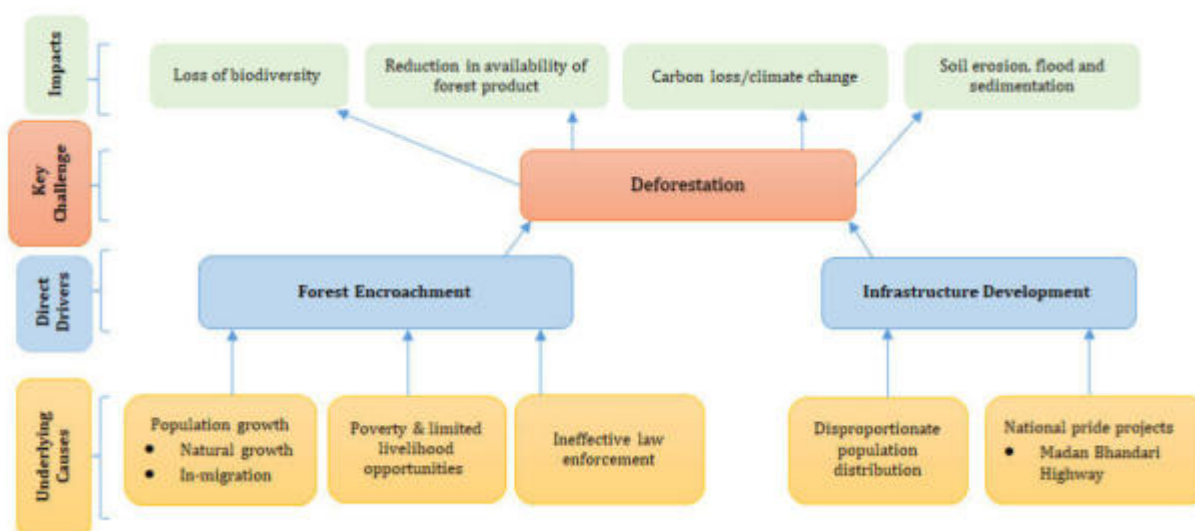 Impacts
Loss of biodiversity
Reduction in availability of
forest product
Carbon loss/climate change
Soil erosion, flood and
sedimentation
Key
Challenge
Deforestation
Direct
Drivers
Forest Encroachment
Infrastructure Development
Underlying
Causes
Population growth
● Natural growth
● In-migration
Poverty & limited
livelihood
opportunities
Ineffective law
enforcement
Disproportionate
population
distribution
National pride projects
● Madan Bhandari
Highway